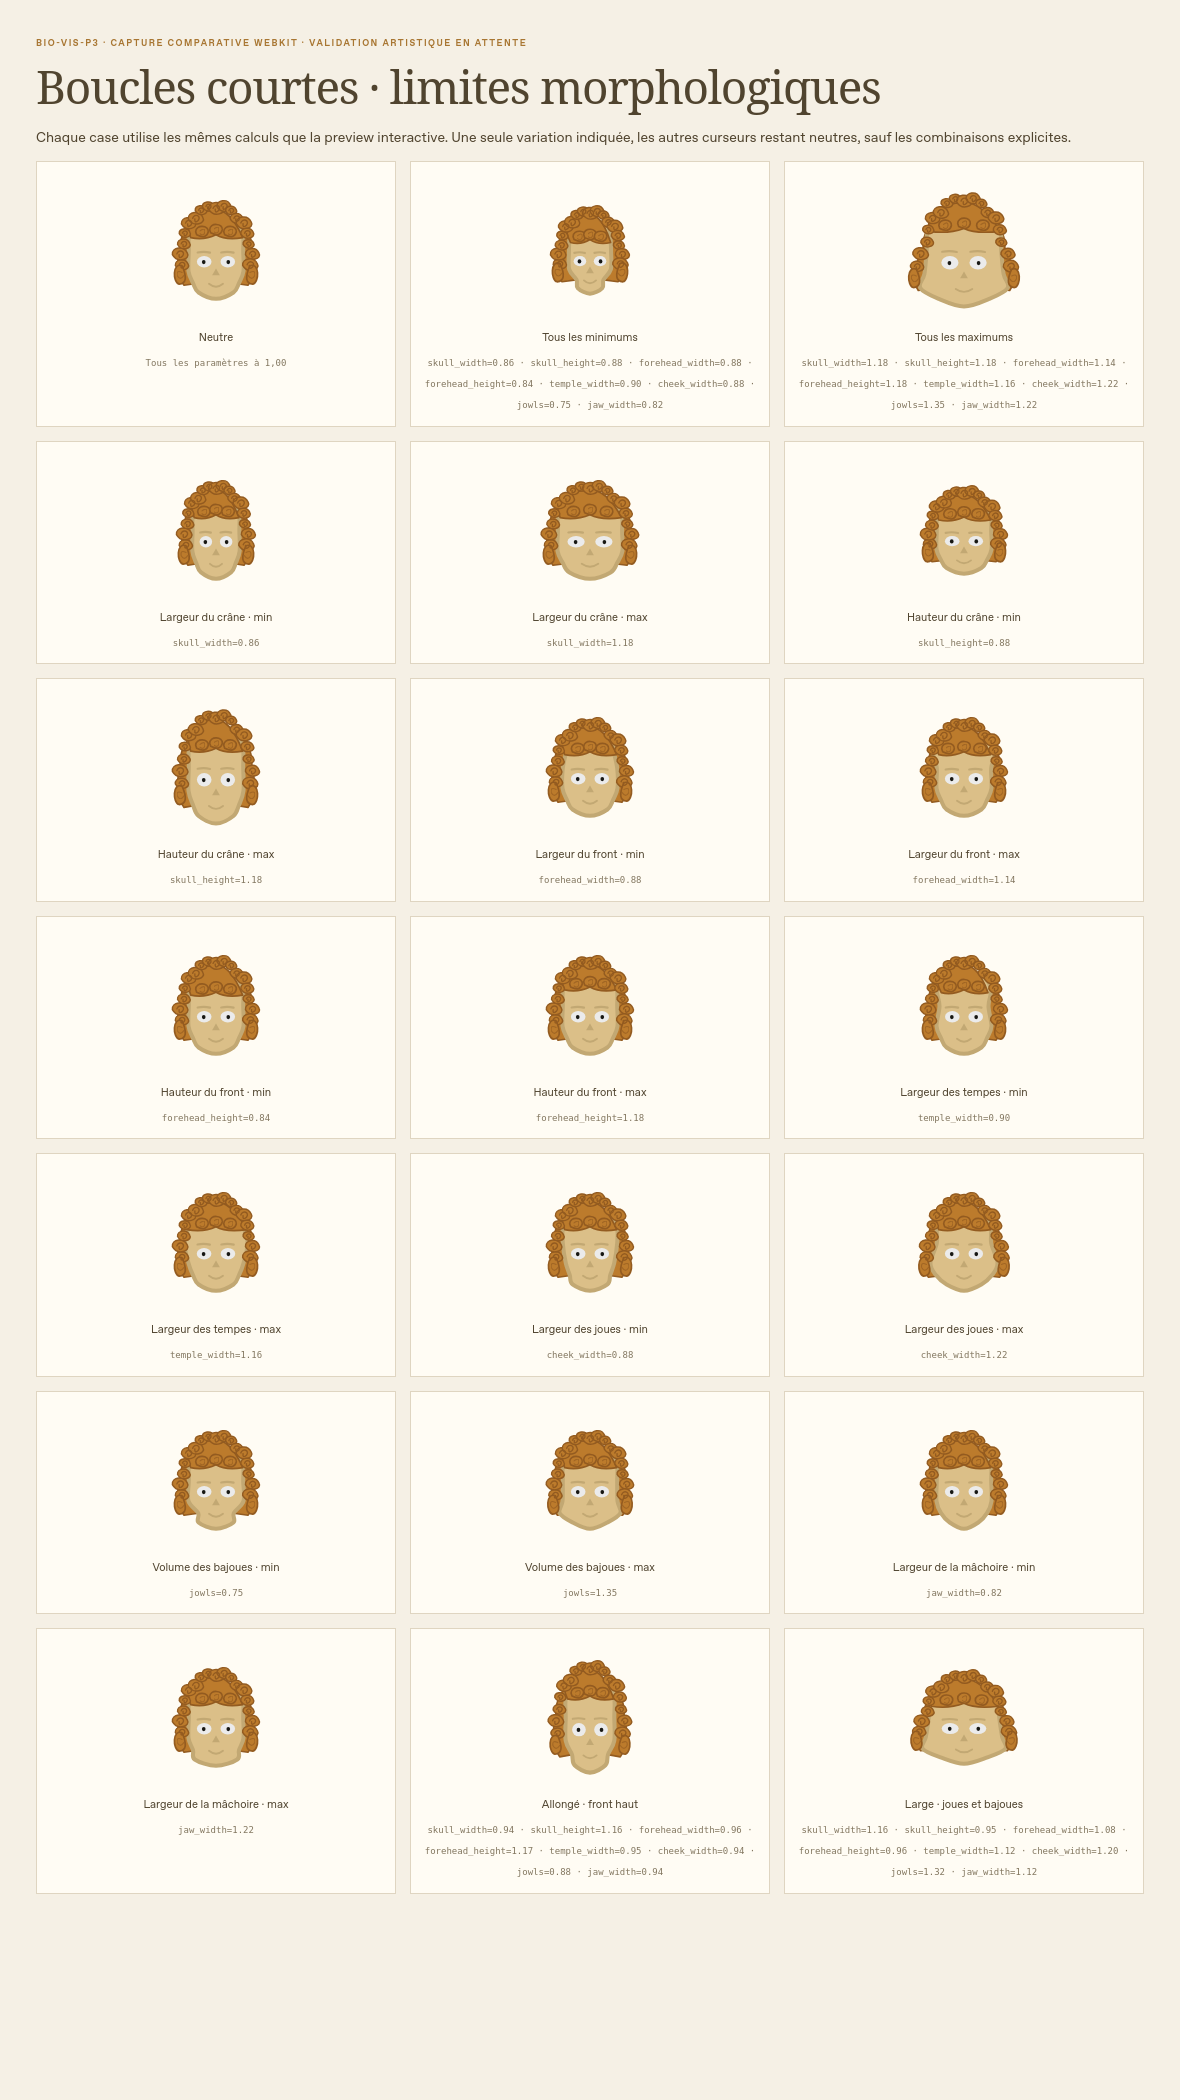 BIO-VIS-P3 · CAPTURE COMPARATIVE WEBKIT · VALIDATION ARTISTIQUE EN ATTENTE
Boucles courtes · limites morphologiques
Chaque case utilise les mêmes calculs que la preview interactive. Une seule variation indiquée, les autres curseurs restant neutres, sauf les combinaisons explicites.
Neutre
Tous les paramètres à 1,00
Tous les minimums
skull_width=0.86 · skull_height=0.88 · forehead_width=0.88 ·
forehead_height=0.84 · temple_width=0.90 · cheek_width=0.88 ·
jowls=0.75 · jaw_width=0.82
Tous les maximums
skull_width=1.18 · skull_height=1.18 · forehead_width=1.14 ·
forehead_height=1.18 · temple_width=1.16 · cheek_width=1.22 ·
jowls=1.35 · jaw_width=1.22
Largeur du crâne · min
skull_width=0.86
Largeur du crâne · max
skull_width=1.18
Hauteur du crâne · min
skull_height=0.88
Hauteur du crâne · max
skull_height=1.18
Largeur du front · min
forehead_width=0.88
Largeur du front · max
forehead_width=1.14
Hauteur du front · min
forehead_height=0.84
Hauteur du front · max
forehead_height=1.18
Largeur des tempes · min
temple_width=0.90
Largeur des tempes · max
temple_width=1.16
Largeur des joues · min
cheek_width=0.88
Largeur des joues · max
cheek_width=1.22
Volume des bajoues · min
jowls=0.75
Volume des bajoues · max
jowls=1.35
Largeur de la mâchoire · min
jaw_width=0.82
Largeur de la mâchoire · max
jaw_width=1.22
Allongé · front haut
skull_width=0.94 · skull_height=1.16 · forehead_width=0.96 ·
forehead_height=1.17 · temple_width=0.95 · cheek_width=0.94 ·
jowls=0.88 · jaw_width=0.94
Large · joues et bajoues
skull_width=1.16 · skull_height=0.95 · forehead_width=1.08 ·
forehead_height=0.96 · temple_width=1.12 · cheek_width=1.20 ·
jowls=1.32 · jaw_width=1.12